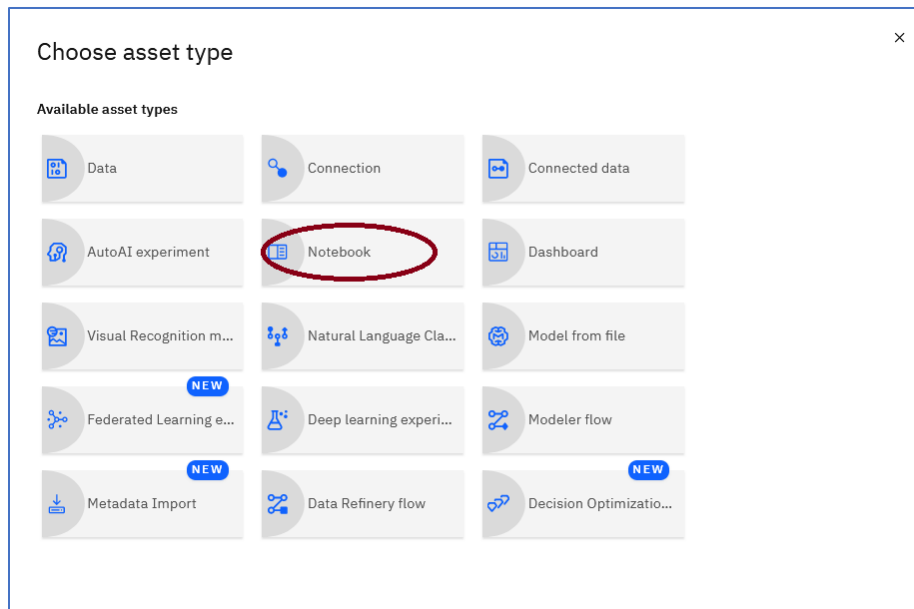 Choose asset type
Available asset types
Data
Connection
Connected data
AutoAI experiment
Notebook
Dashboard
Visual Recognition m...
Natural Language Cla...
Model from file
NEW
Federated Learning e...
Deep learning experi...
Modeler flow
NEW
NEW
Metadata Import
Data Refinery flow
Decision Optimizatio...